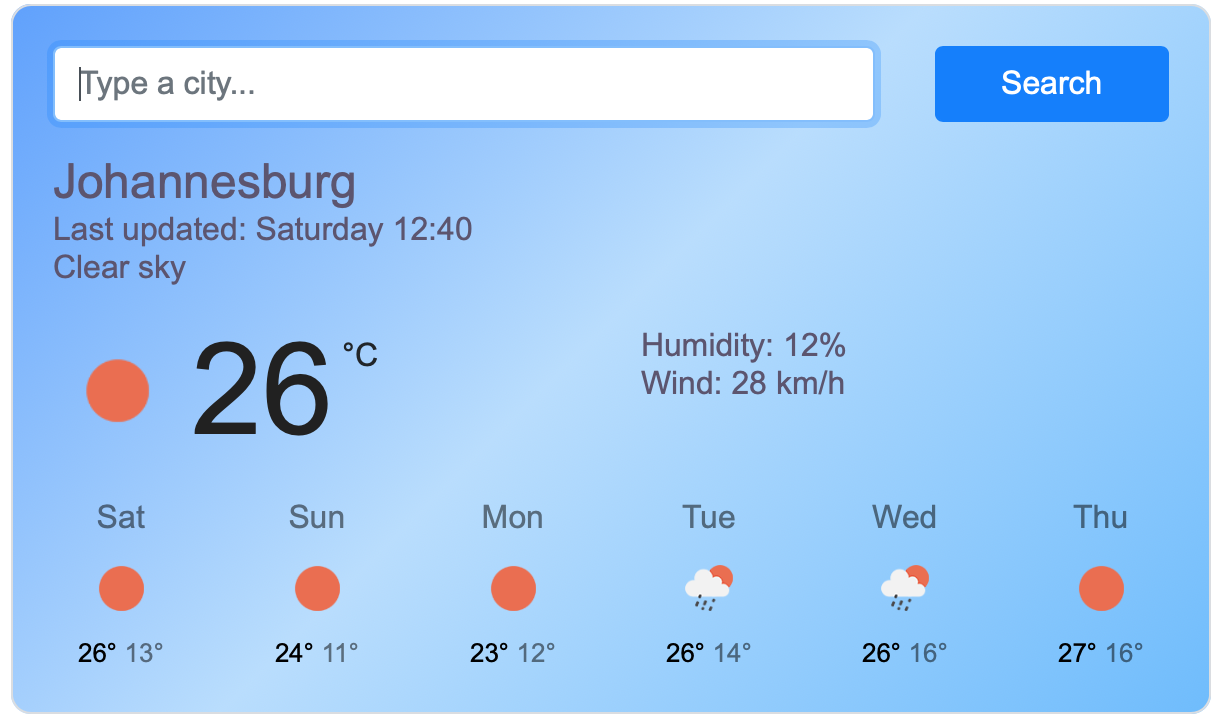 Type a city...
Search
Johannesburg
Last updated: Saturday 12:40
Clear sky
26 °C
Humidity: 12%
Wind: 28 km/h
Sat Sun Mon Tue Wed Thu
26° 13° 24° 11° 23° 12° 26° 14° 26° 16° 27° 16°